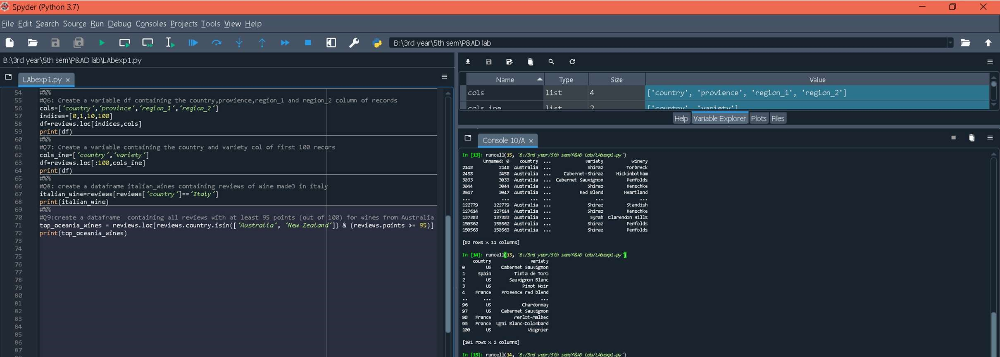 Spyder (Python 3.7)
File Edit Search Source Run Debug Consoles Projects Tools View Help
B:\3rd year\5th sem\P&AD lab
B:\3rd year\5th sem\P&AD lab\LAbexp1.py
LAbexp1.py
54 #%%
55 #Q6: Create a variable df containing the country,provience,region_1 and region_2 column of records
56 cols=['country','province','region_1','region_2']
57 indices=[0,1,10,100]
58 df=reviews.loc[indices,cols]
59 print(df)
60 #%%
61 #Q7: Create a variable containing the country and variety col of first 100 recors
62 cols_ine=['country','variety']
63 df=reviews.loc[:100,cols_ine]
64 print(df)
65 #%%
66 #Q8: create a dataframe italian_wines containing reviews of wine made3 in italy
67 italian_wine=reviews[reviews['country']=='Italy']
68 print(italian_wine)
69 #%%
70 #Q9:create a dataframe  containing all reviews with at least 95 points (out of 100) for wines from Australia
71 top_oceania_wines = reviews.loc[reviews.country.isin(['Australia', 'New Zealand']) & (reviews.points >= 95)]
72 print(top_oceania_wines)
73
74
75
76
77
78
79
80
81
82
83
84
85
86
87
Name Type Size Value
cols list 4 ['country', 'provience', 'region_1', 'region_2']
cols_ine list 2 ['country', 'variety']
Help Variable Explorer Plots Files
Console 10/A
In [13]: runcell(15, 'B:/3rd year/5th sem/P&AD lab/LAbexp1.py')
Unnamed: 0 country ... variety winery
2148 2148 Australia ... Shiraz Torbreck
2458 2458 Australia ... Cabernet-Shiraz Hickinbotham
3033 3033 Australia ... Cabernet Sauvignon Penfolds
3044 3044 Australia ... Shiraz Henschke
3047 3047 Australia ... Red Blend Heartland
... ... ... ... ... ...
122779 122779 Australia ... Shiraz Standish
127614 127614 Australia ... Shiraz Henschke
137383 137383 Australia ... Syrah Clarendon Hills
150562 150562 Australia ... Shiraz Penfolds
150563 150563 Australia ... Shiraz Penfolds
[82 rows x 11 columns]
In [14]: runcell(13, 'B:/3rd year/5th sem/P&AD lab/LAbexp1.py')
country variety
0 US Cabernet Sauvignon
1 Spain Tinta de Toro
2 US Sauvignon Blanc
3 US Pinot Noir
4 France Provence red blend
.. ... ...
96 US Chardonnay
97 US Cabernet Sauvignon
98 France Merlot-Malbec
99 France Ugni Blanc-Colombard
100 US Viognier
[101 rows x 2 columns]
In [15]: runcell(14, 'B:/3rd year/5th sem/P&AD lab/LAbexp1.py')